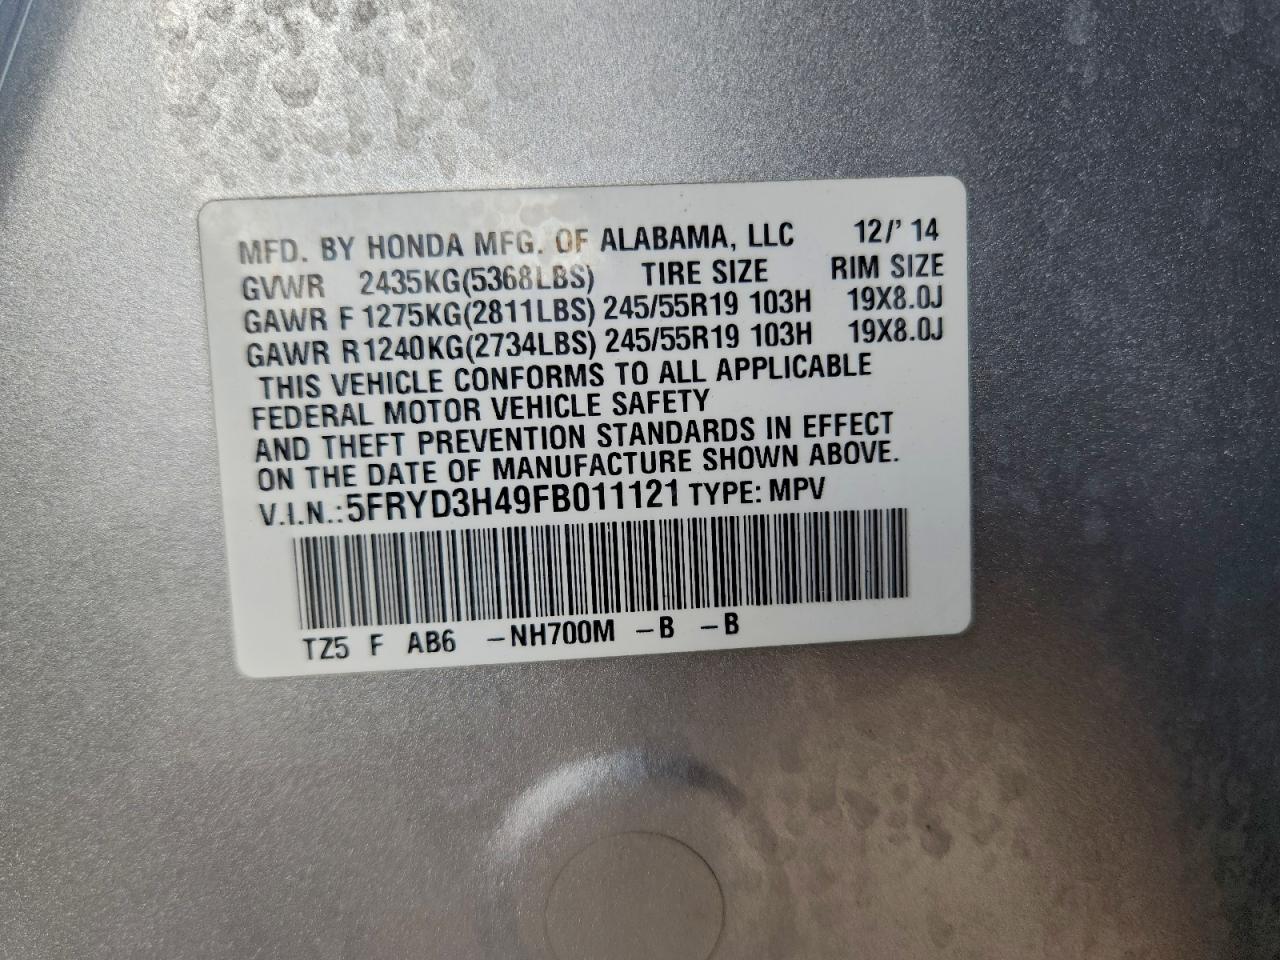 MFD. BY HONDA MFG. OF ALABAMA, LLC 12/' 14
GVWR 2435KG(5368LBS) TIRE SIZE RIM SIZE
GAWR F 1275KG(2811LBS) 245/55R19 103H 19X8.0J
GAWR R 1240KG(2734LBS) 245/55R19 103H 19X8.0J
THIS VEHICLE CONFORMS TO ALL APPLICABLE
FEDERAL MOTOR VEHICLE SAFETY
AND THEFT PREVENTION STANDARDS IN EFFECT
ON THE DATE OF MANUFACTURE SHOWN ABOVE.
V.I.N.:5FRYD3H49FB011121 TYPE: MPV
TZ5 F AB6 -NH700M -B -B